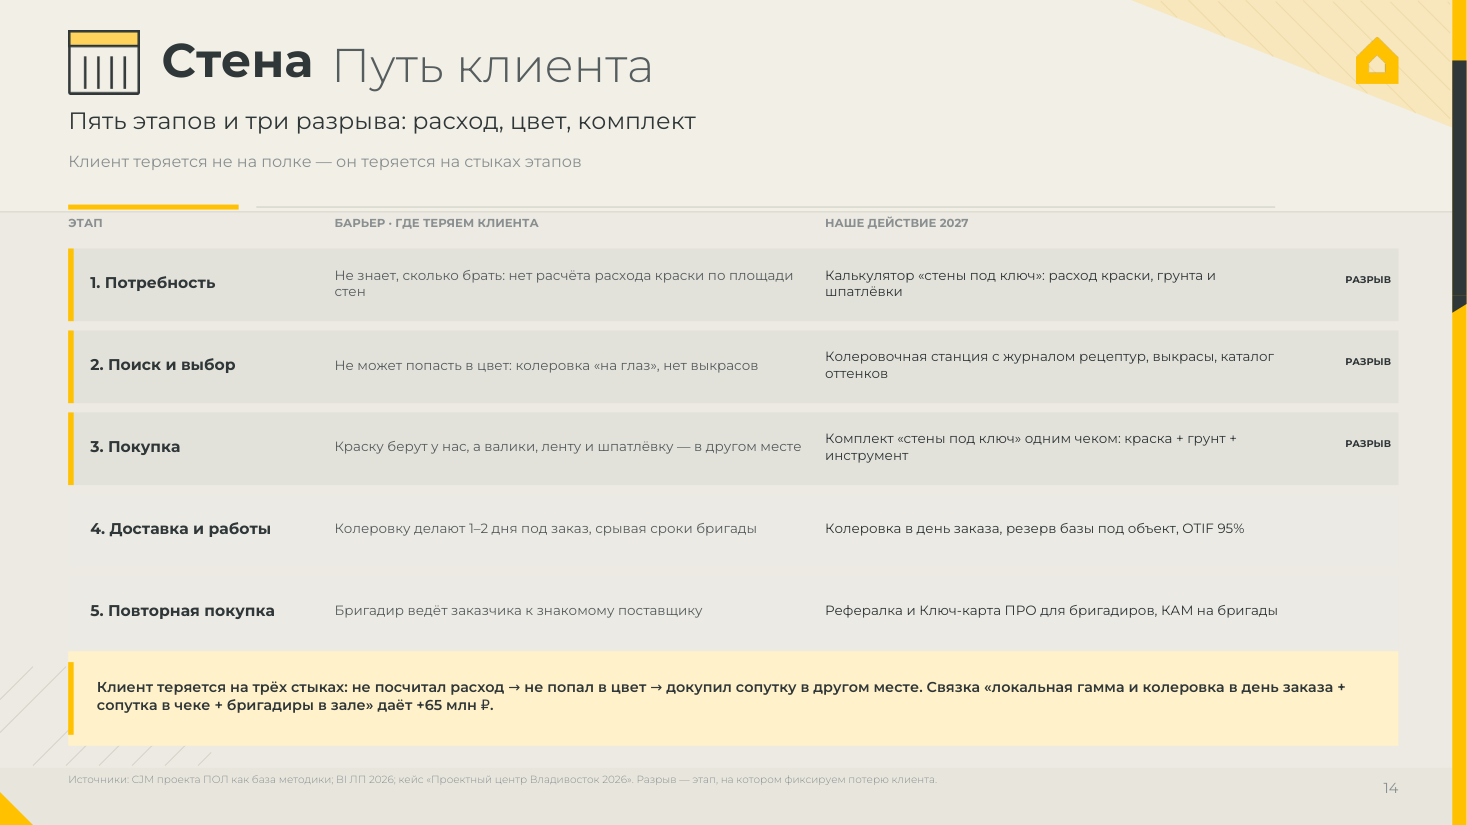 Стена Путь клиента
Пять этапов и три разрыва: расход, цвет, комплект
Клиент теряется не на полке — он теряется на стыках этапов
ЭТАП
БАРЬЕР · ГДЕ ТЕРЯЕМ КЛИЕНТА
НАШЕ ДЕЙСТВИЕ 2027
1. Потребность
Не знает, сколько брать: нет расчёта расхода краски по площади
стен
Калькулятор «стены под ключ»: расход краски, грунта и
шпатлёвки
РАЗРЫВ
2. Поиск и выбор
Не может попасть в цвет: колеровка «на глаз», нет выкрасов
Колеровочная станция с журналом рецептур, выкрасы, каталог
оттенков
РАЗРЫВ
3. Покупка
Краску берут у нас, а валики, ленту и шпатлёвку — в другом месте
Комплект «стены под ключ» одним чеком: краска + грунт +
инструмент
РАЗРЫВ
4. Доставка и работы
Колеровку делают 1–2 дня под заказ, срывая сроки бригады
Колеровка в день заказа, резерв базы под объект, OTIF 95%
5. Повторная покупка
Бригадир ведёт заказчика к знакомому поставщику
Рефералка и Ключ-карта ПРО для бригадиров, КАМ на бригады
Клиент теряется на трёх стыках: не посчитал расход → не попал в цвет → докупил сопутку в другом месте. Связка «локальная гамма и колеровка в день заказа +
сопутка в чеке + бригадиры в зале» даёт +65 млн ₽.
Источники: CJM проекта ПОЛ как база методики; BI ЛП 2026; кейс «Проектный центр Владивосток 2026». Разрыв — этап, на котором фиксируем потерю клиента.
14